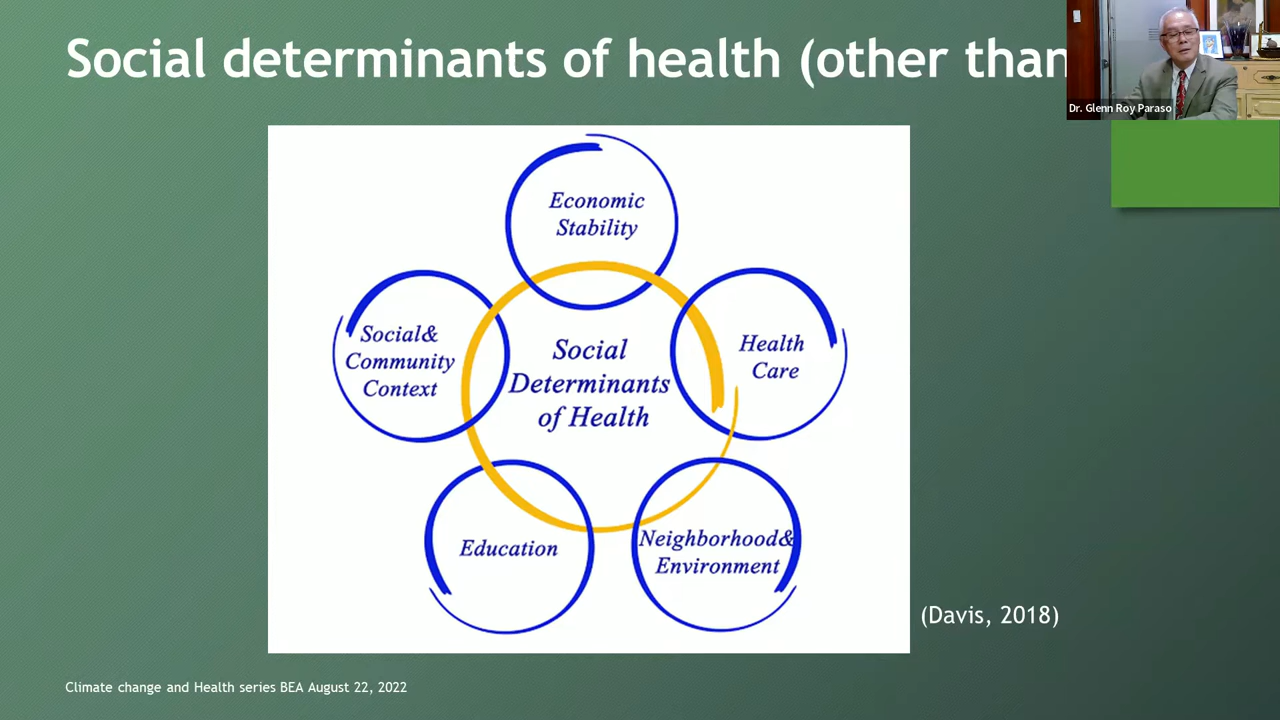 Social determinants of health (other than
Dr. Glenn Roy Paraso
Economic
Stability
Social&
Community
Context
Social
Determinants
of Health
Health
Care
Education
Neighborhood&
Environment
(Davis, 2018)
Climate change and Health series BEA August 22, 2022